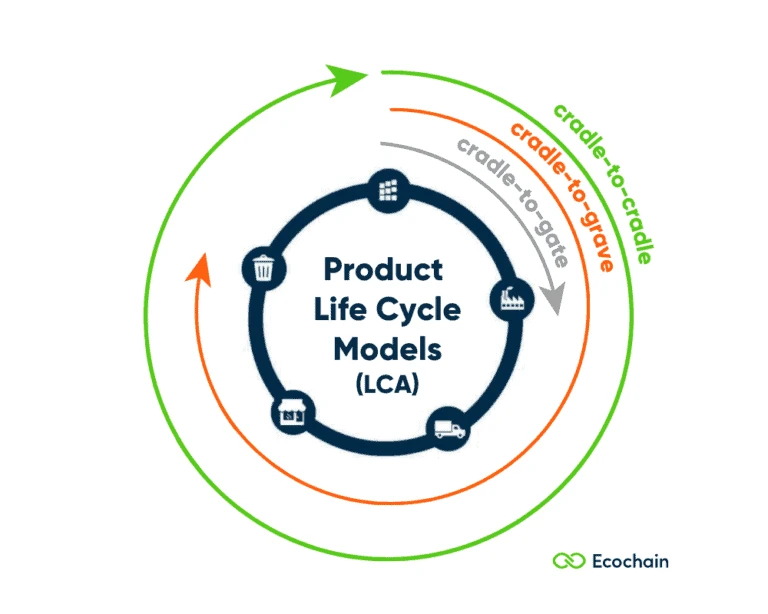 cradle-to-cradle
cradle-to-grave
cradle-to-gate
Product
Life Cycle
Models
(LCA)
Ecochain